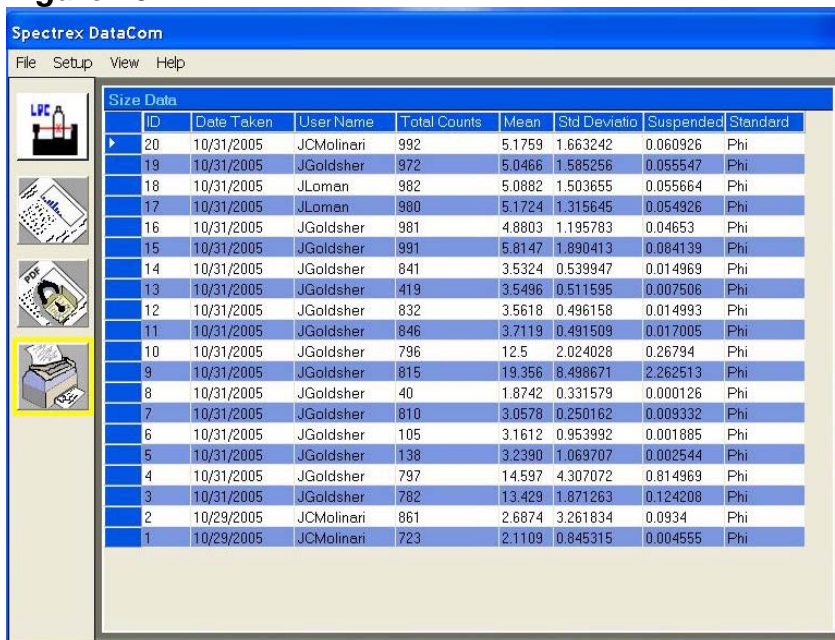 Spectrex DataCom
File Setup View Help
LPC
PDF
Size Data
ID Date Taken User Name Total Counts Mean Std Deviatio Suspended Standard
20 10/31/2005 JCMolinari 992 5.1759 1.663242 0.060926 Phi
19 10/31/2005 JGoldsher 972 5.0466 1.585256 0.055547 Phi
18 10/31/2005 JLoman 982 5.0882 1.503655 0.055664 Phi
17 10/31/2005 JLoman 980 5.1724 1.315645 0.054926 Phi
16 10/31/2005 JGoldsher 981 4.8803 1.195783 0.04653 Phi
15 10/31/2005 JGoldsher 991 5.8147 1.890413 0.084139 Phi
14 10/31/2005 JGoldsher 841 3.5324 0.539947 0.014969 Phi
13 10/31/2005 JGoldsher 419 3.5496 0.511595 0.007506 Phi
12 10/31/2005 JGoldsher 832 3.5618 0.496158 0.014993 Phi
11 10/31/2005 JGoldsher 846 3.7119 0.491509 0.017005 Phi
10 10/31/2005 JGoldsher 796 12.5 2.024028 0.26794 Phi
9 10/31/2005 JGoldsher 815 19.356 8.498671 2.262513 Phi
8 10/31/2005 JGoldsher 40 1.8742 0.331579 0.000126 Phi
7 10/31/2005 JGoldsher 810 3.0578 0.250162 0.009332 Phi
6 10/31/2005 JGoldsher 105 3.1612 0.953992 0.001885 Phi
5 10/31/2005 JGoldsher 138 3.2390 1.069707 0.002544 Phi
4 10/31/2005 JGoldsher 797 14.597 4.307072 0.814969 Phi
3 10/31/2005 JGoldsher 782 13.429 1.871263 0.124208 Phi
2 10/29/2005 JCMolinari 861 2.6874 3.261834 0.0934 Phi
1 10/29/2005 JCMolinari 723 2.1109 0.845315 0.004555 Phi